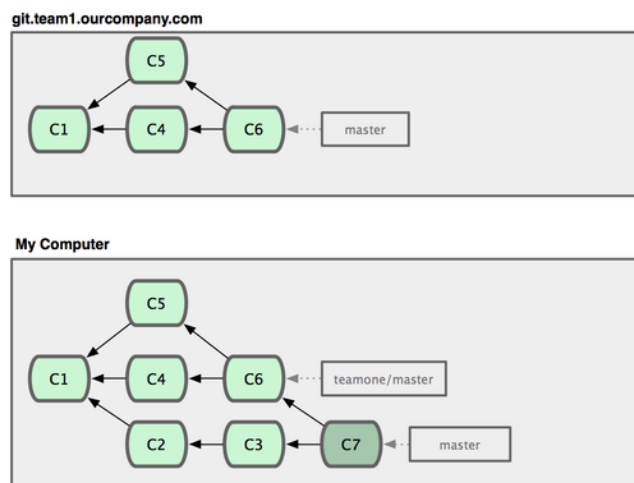 git.team1.ourcompany.com
C5
C1 C4 C6 master
My Computer
C5
C1 C4 C6 teamone/master
C2 C3 C7 master